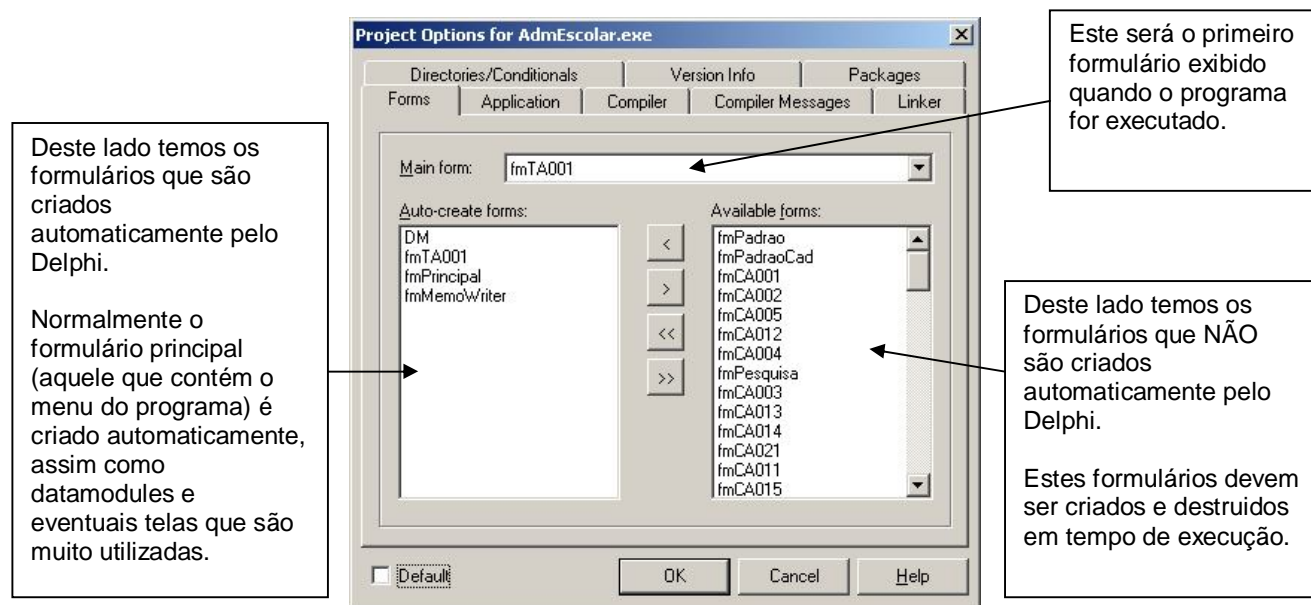 Deste lado temos os
formulários que são
criados
automaticamente pelo
Delphi.
Normalmente o
formulário principal
(aquele que contém o
menu do programa) é
criado automaticamente,
assim como
datamodules e
eventuais telas que são
muito utilizadas.
Project Options for AdmEscolar.exe
Directories/Conditionals Version Info Packages
Forms Application Compiler Compiler Messages Linker
Main form: fmTA001
Auto-create forms:
DM
fmTA001
fmPrincipal
fmMemoWriter
<
>
<<
>>
Available forms:
fmPadrao
fmPadraoCad
fmCA001
fmCA002
fmCA005
fmCA012
fmCA004
fmPesquisa
fmCA003
fmCA013
fmCA014
fmCA021
fmCA011
fmCA015
Default
OK Cancel Help
Este será o primeiro
formulário exibido
quando o programa
for executado.
Deste lado temos os
formulários que NÃO
são criados
automaticamente pelo
Delphi.
Estes formulários devem
ser criados e destruidos
em tempo de execução.